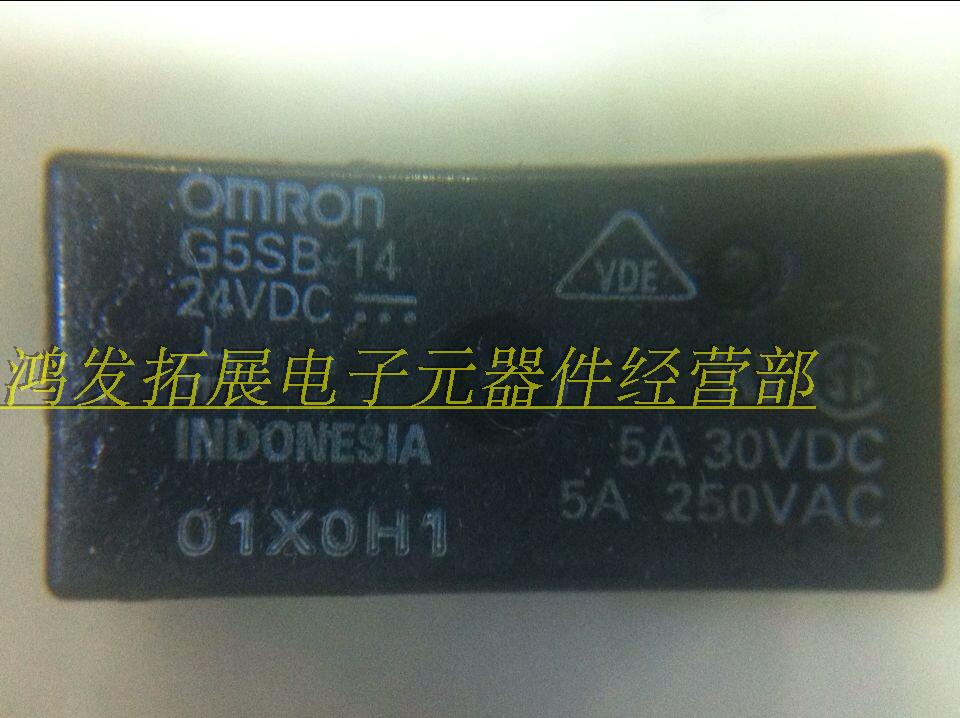 OMRON
G5SB-14
24VDC
VDE
鸿发拓展电子元器件经营部
INDONESIA
5A 30VDC
5A 250VAC
01X0H1